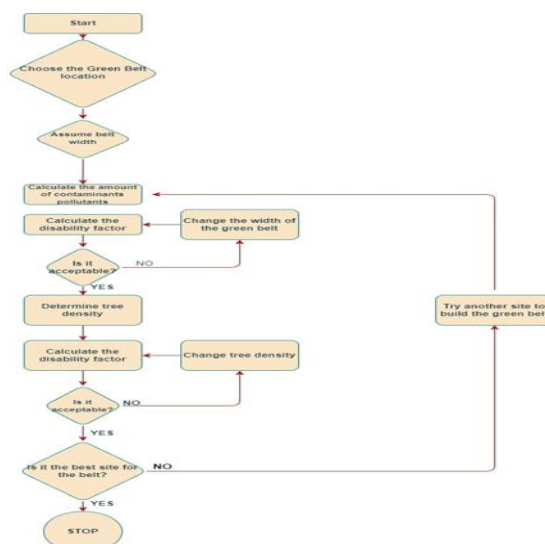 Start
Choose the Green Belt
location
Assume belt
width
Calculate the amount
of contaminants
pollutants
Calculate the
disability factor
Change the width of
the green belt
Is it
acceptable?
NO
YES
Determine tree
density
Try another site to
build the green belt
Calculate the
disability factor
Change tree density
Is it
acceptable?
NO
YES
Is it the best site for
the belt?
NO
YES
STOP